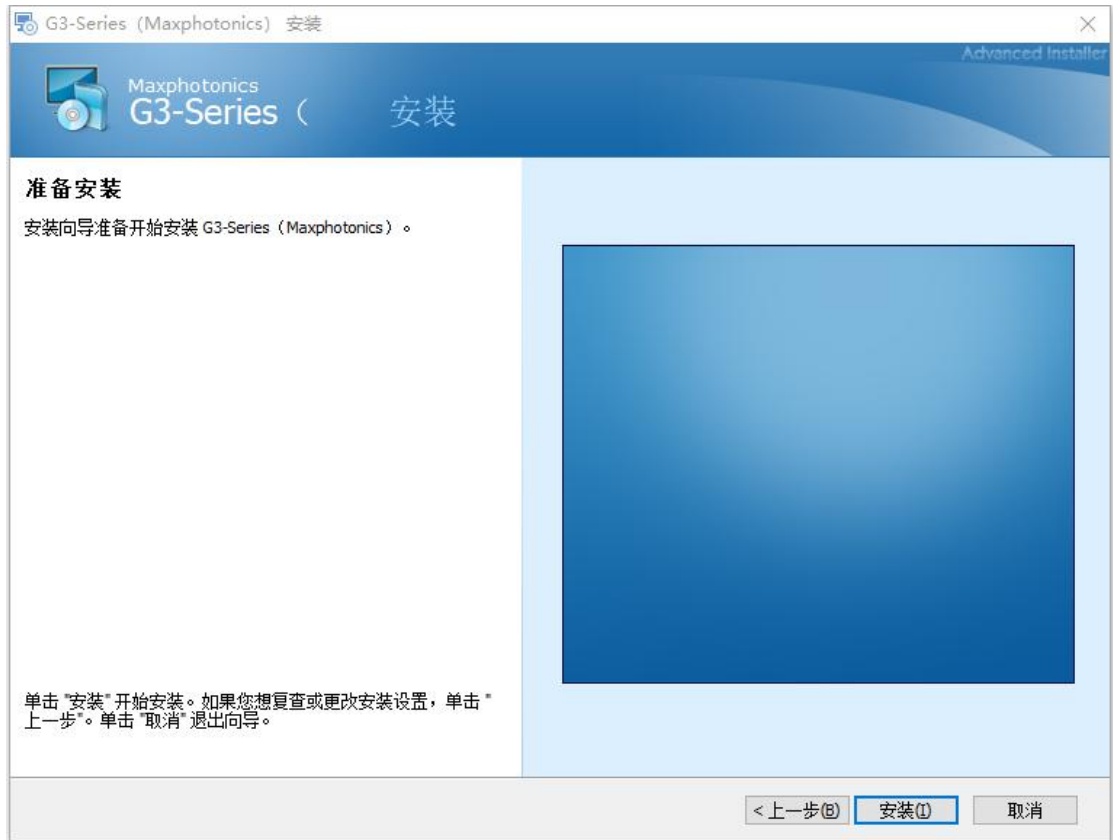 G3-Series (Maxphotonics) 安装
Advanced Installer
Maxphotonics
G3-Series（ 安装
准备安装
安装向导准备开始安装 G3-Series（Maxphotonics）。
单击 "安装" 开始安装。如果您想复查或更改安装设置，单击 "
上一步"。单击 "取消" 退出向导。
< 上一步(B)
安装(I)
取消